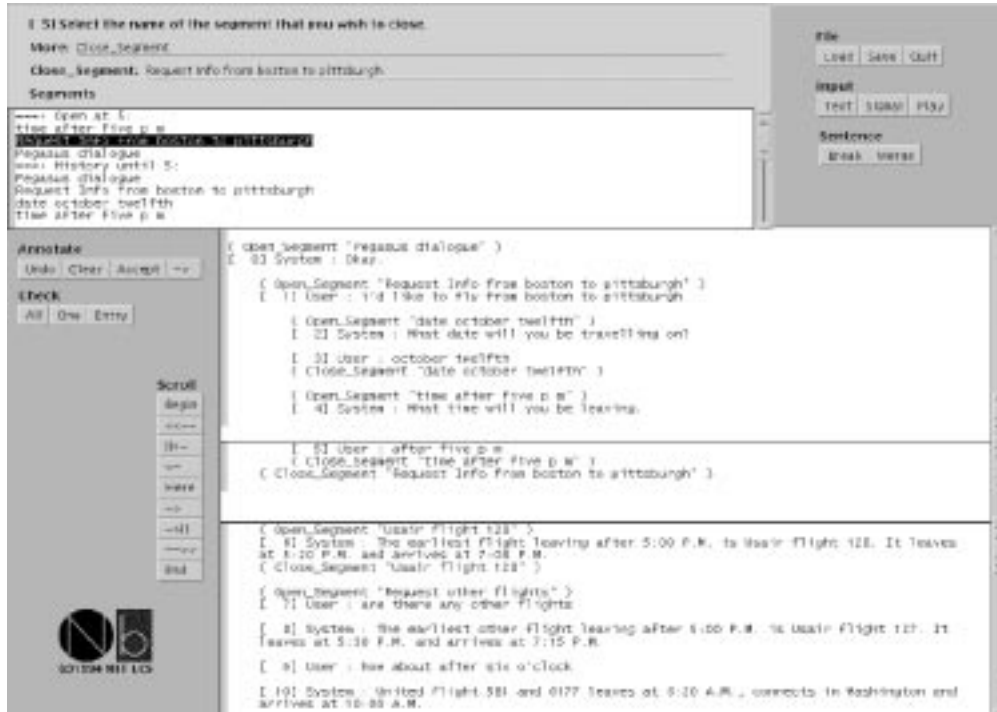 [ 5] Select the name of the segment that you wish to close.
More: Close_Segment
Close_Segment: Request Info from boston to pittsburgh
Segments
===: Open at 5:
time after five p m
Request Info from boston to pittsburgh
Pegasus dialogue
===: History until 5:
Pegasus dialogue
Request Info from boston to pittsburgh
date october twelfth
time after five p m
File
Load Save Quit
Input
Text Signal Play
Sentence
Break Merge
Annotate
Undo Clear Accept -->
Check
All One Entry
Scroll
Begin
<<--
<--
Here
-->
-->>
End
Nb
MIT LCS
( Open_Segment "Pegasus dialogue" )
[ 0] System : Okay.
( Open_Segment "Request Info from boston to pittsburgh" )
[ 1] User : i'd like to fly from boston to pittsburgh
( Open_Segment "date october twelfth" )
[ 2] System : What date will you be travelling on?
[ 3] User : october twelfth
( Close_Segment "date october twelfth" )
( Open_Segment "time after five p m" )
[ 4] System : What time will you be leaving.
[ 5] User : after five p m
( Close_Segment "time after five p m" )
( Close_Segment "Request Info from boston to pittsburgh" )
( Open_Segment "Usair flight 128" )
[ 6] System : The earliest flight leaving after 5:00 P.M. is Usair flight 128. It leaves
at P.M. and arrives at P.M.
( Close_Segment "Usair flight 128" )
( Open_Segment "Request other flights" )
[ 7] User : are there any other flights
[ 8] System : The earliest other flight leaving after 5:00 P.M. is Usair flight It
leaves at 5:30 P.M. and arrives at 7:15 P.M.
[ 9] User : how about after six o'clock
[ 10] System : United flight 501 and leaves at 6:20 A.M., connects in Washington and
arrives at A.M.